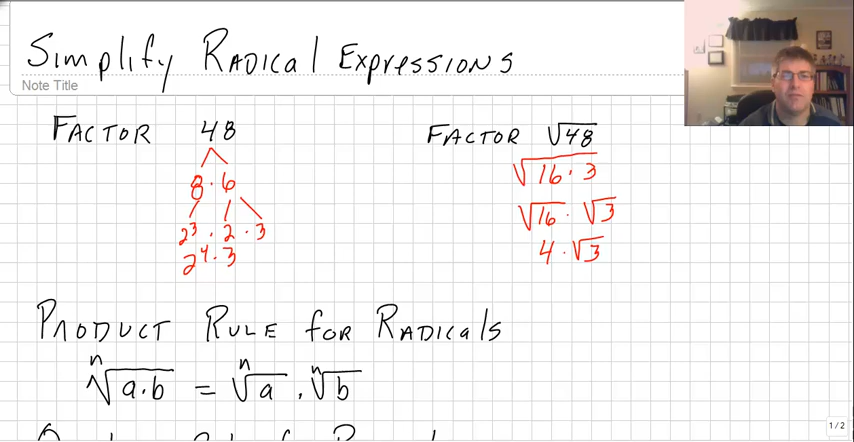 Simplify Radical Expressions
Note Title
Factor 48
8 · 6
2³ · 2 · 3
2⁴ · 3
Factor √48
√16 · 3
√16 · √3
4 · √3
Product Rule for Radicals
ⁿ√a · b = ⁿ√a · ⁿ√b
1/2